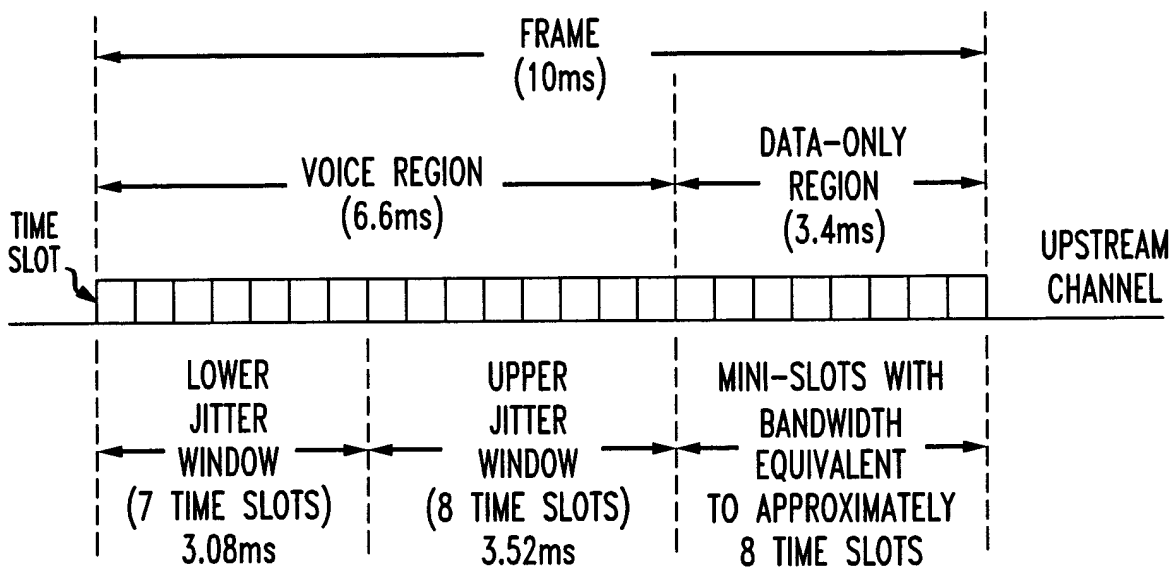 FRAME
(10ms)
VOICE REGION
(6.6ms)
DATA-ONLY
REGION
(3.4ms)
TIME
SLOT
UPSTREAM
CHANNEL
LOWER
JITTER
WINDOW
(7 TIME SLOTS)
3.08ms
UPPER
JITTER
WINDOW
(8 TIME SLOTS)
3.52ms
MINI-SLOTS WITH
BANDWIDTH
EQUIVALENT
TO APPROXIMATELY
8 TIME SLOTS